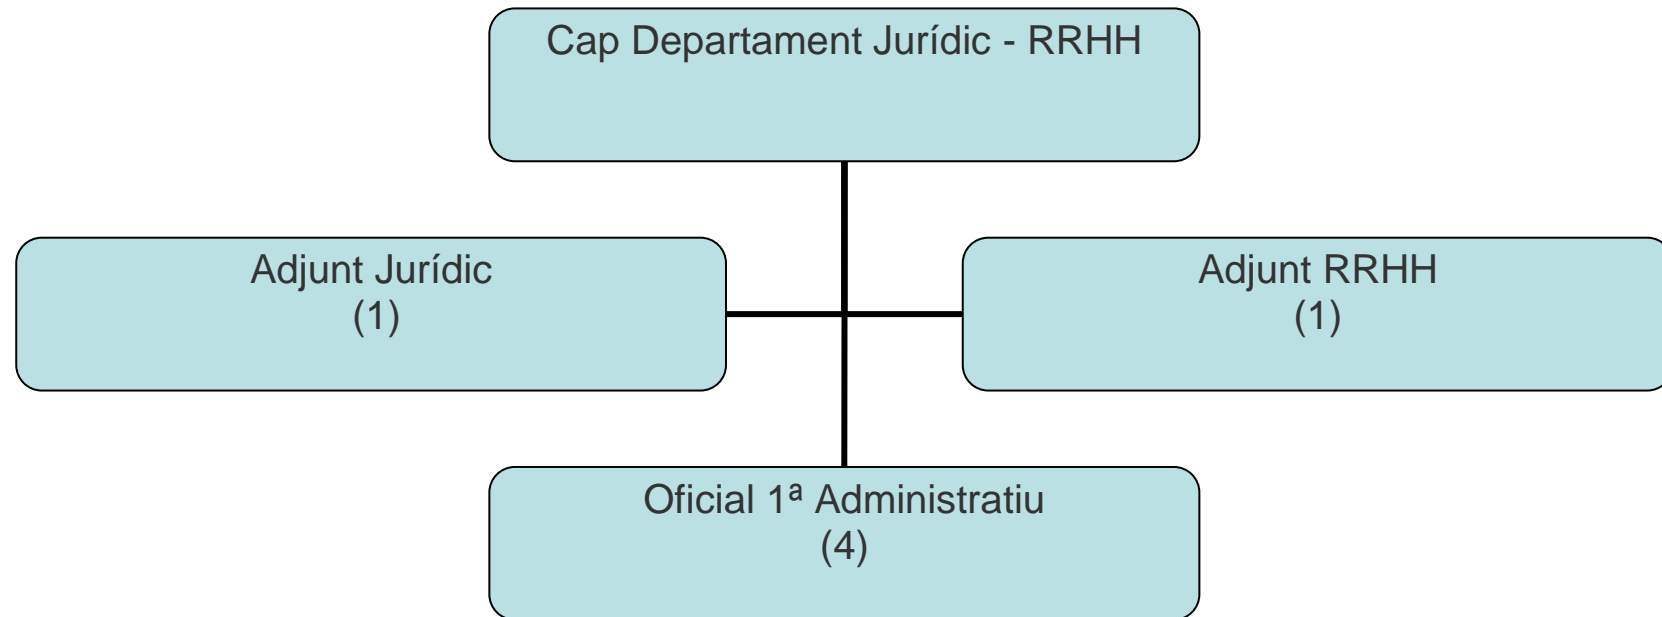 Cap Departament Jurídic - RRHH
Adjunt Jurídic
(1)
Adjunt RRHH
(1)
Oficial 1ª Administratiu
(4)